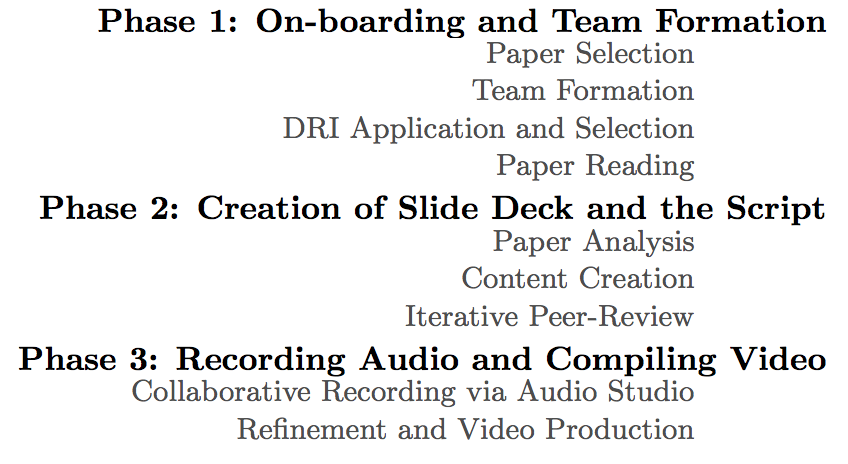 Phase 1: On-boarding and Team Formation
Paper Selection
Team Formation
DRI Application and Selection
Paper Reading
Phase 2: Creation of Slide Deck and the Script
Paper Analysis
Content Creation
Iterative Peer-Review
Phase 3: Recording Audio and Compiling Video
Collaborative Recording via Audio Studio
Refinement and Video Production